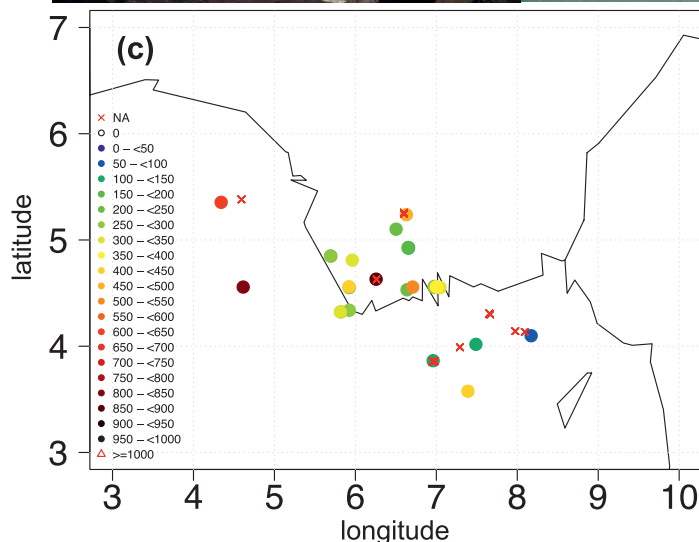 (c)
7
6
5
4
3
latitude
NA
0
0 – <50
50 – <100
100 – <150
150 – <200
200 – <250
250 – <300
300 – <350
350 – <400
400 – <450
450 – <500
500 – <550
550 – <600
600 – <650
650 – <700
700 – <750
750 – <800
800 – <850
850 – <900
900 – <950
950 – <1000
>=1000
3 4 5 6 7 8 9 10
longitude